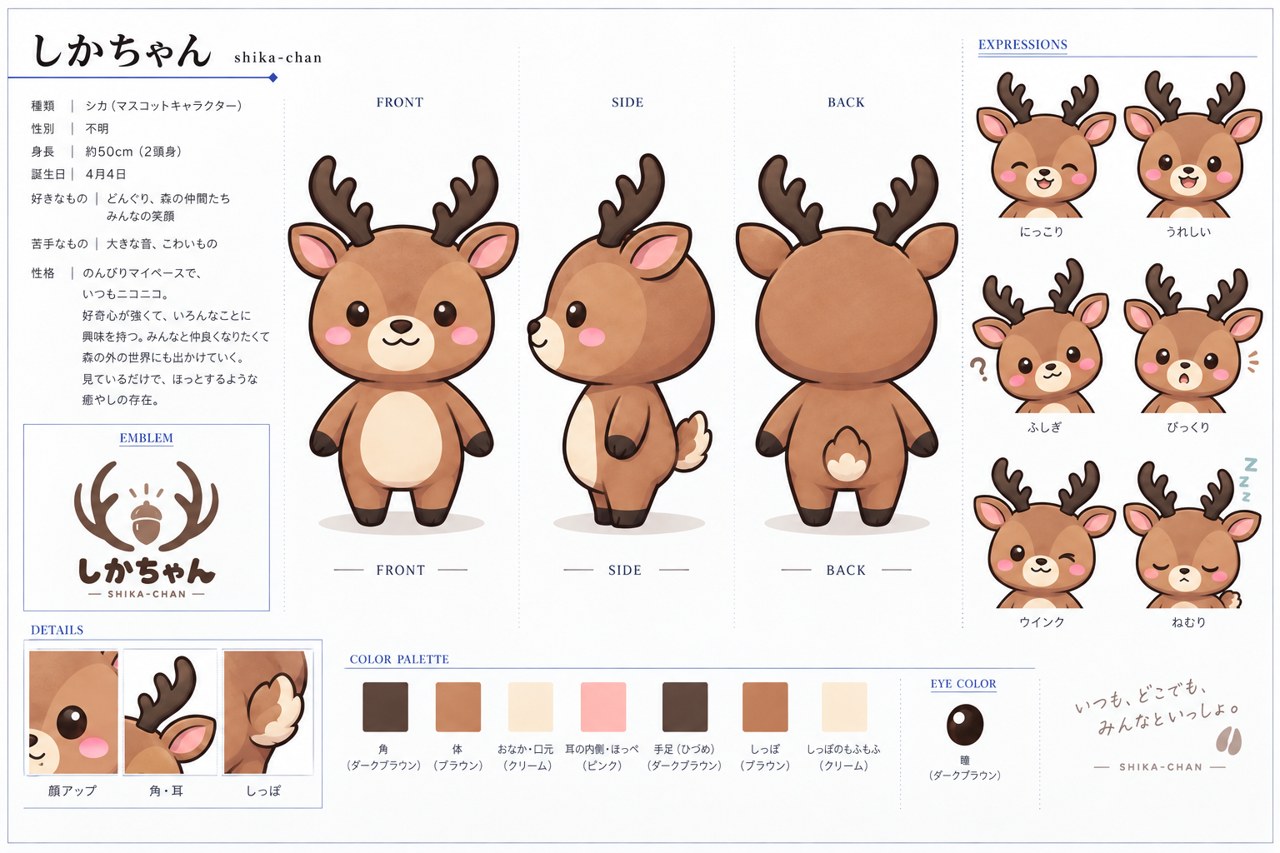 しかちゃん shika-chan
種類 | シカ（マスコットキャラクター）
性別 | 不明
身長 | 約50cm（2頭身）
誕生日 | 4月4日
好きなもの | どんぐり、森の仲間たち
みんなの笑顔
苦手なもの | 大きな音、こわいもの
性格 | のんびりマイペースで、
いつもニコニコ。
好奇心が強くて、いろんなことに
興味を持つ。みんなと仲良くなりたくて
森の外の世界にも出かけていく。
見ているだけで、ほっとするような
癒やしの存在。
EMBLEM
しかちゃん
SHIKA-CHAN
FRONT
SIDE
BACK
FRONT
SIDE
BACK
EXPRESSIONS
にっこり
うれしい
?
ふしぎ
びっくり
Z
Z
Z
ウインク
ねむり
DETAILS
顔アップ
角・耳
しっぽ
COLOR PALETTE
角
（ダークブラウン）
体
（ブラウン）
おなか・口元
（クリーム）
耳の内側・ほっぺ
（ピンク）
手足（ひづめ）
（ダークブラウン）
しっぽ
（ブラウン）
しっぽのもふもふ
（クリーム）
EYE COLOR
瞳
（ダークブラウン）
いつも、どこでも、
みんなといっしょ。
SHIKA-CHAN